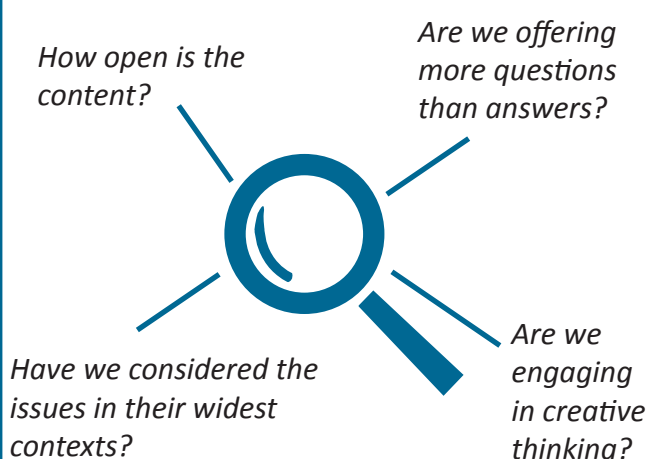 How open is the
content?
Are we offering
more questions
than answers?
Have we considered the
issues in their widest
contexts?
Are we
engaging
in creative
thinking?